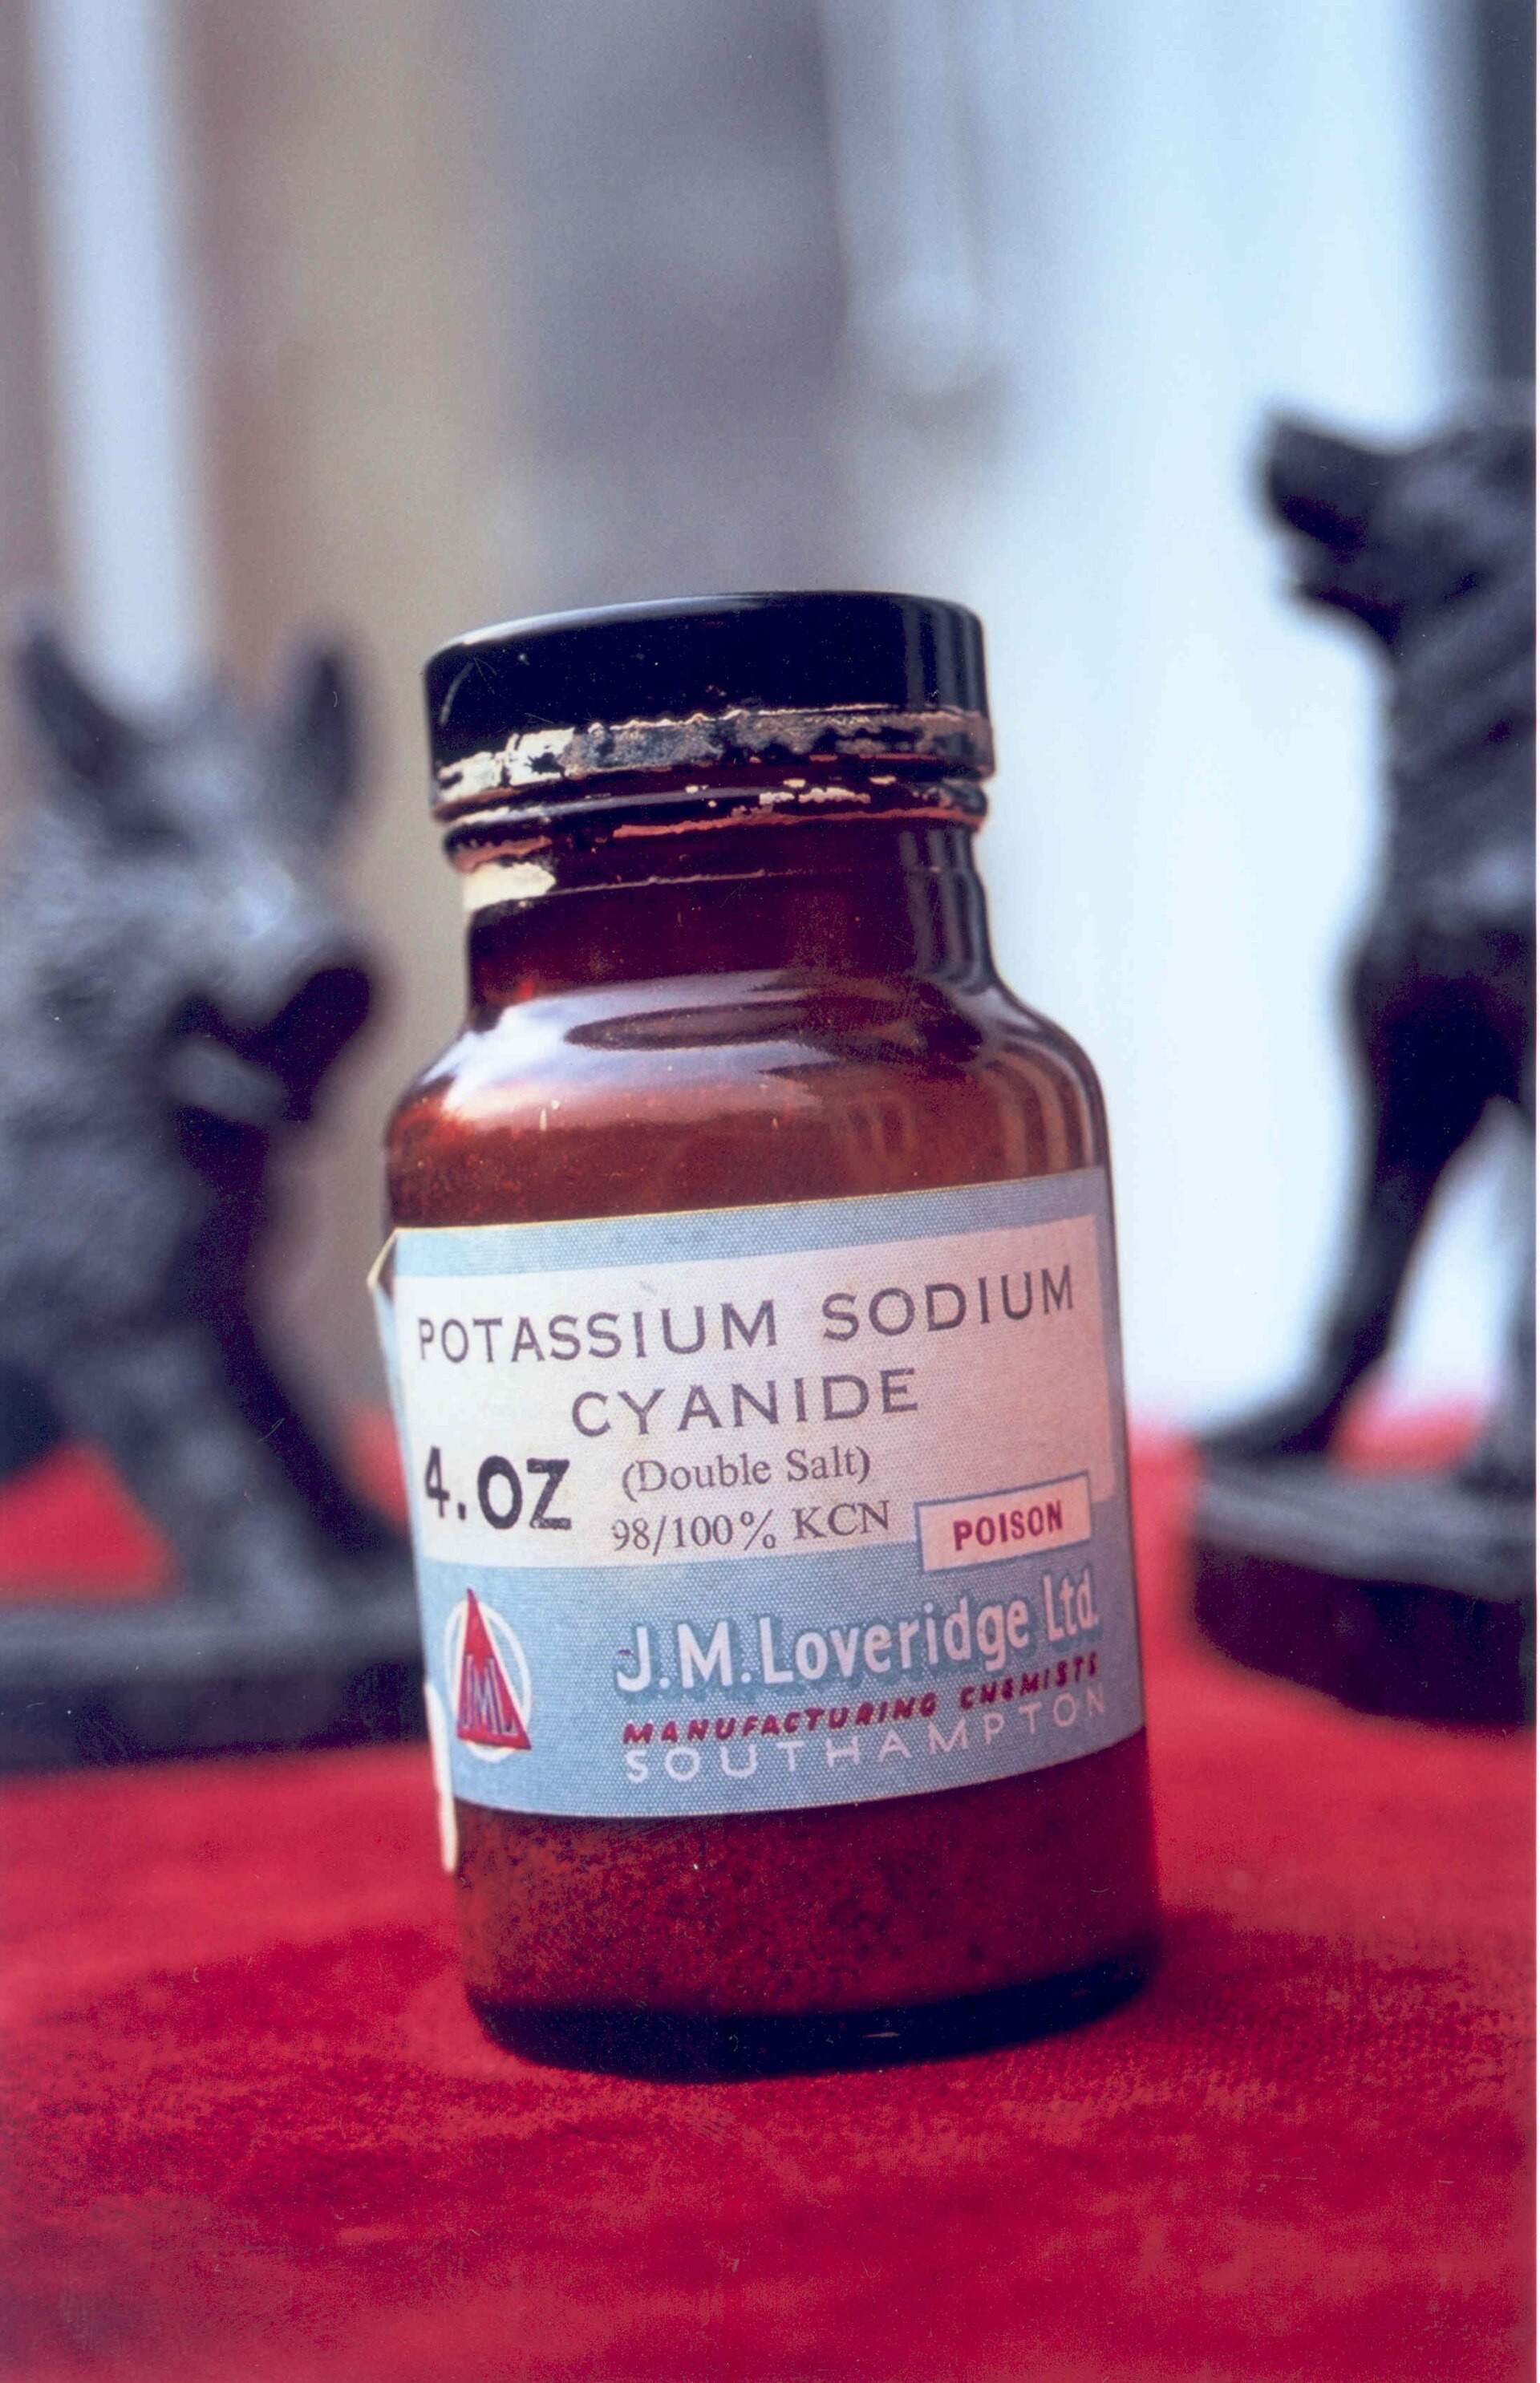 POTASSIUM SODIUM
CYANIDE
4.OZ
(Double Salt)
98/100% KCN
POISON
JML
J.M.Loveridge Ltd.
MANUFACTURING CHEMISTS
SOUTHAMPTON